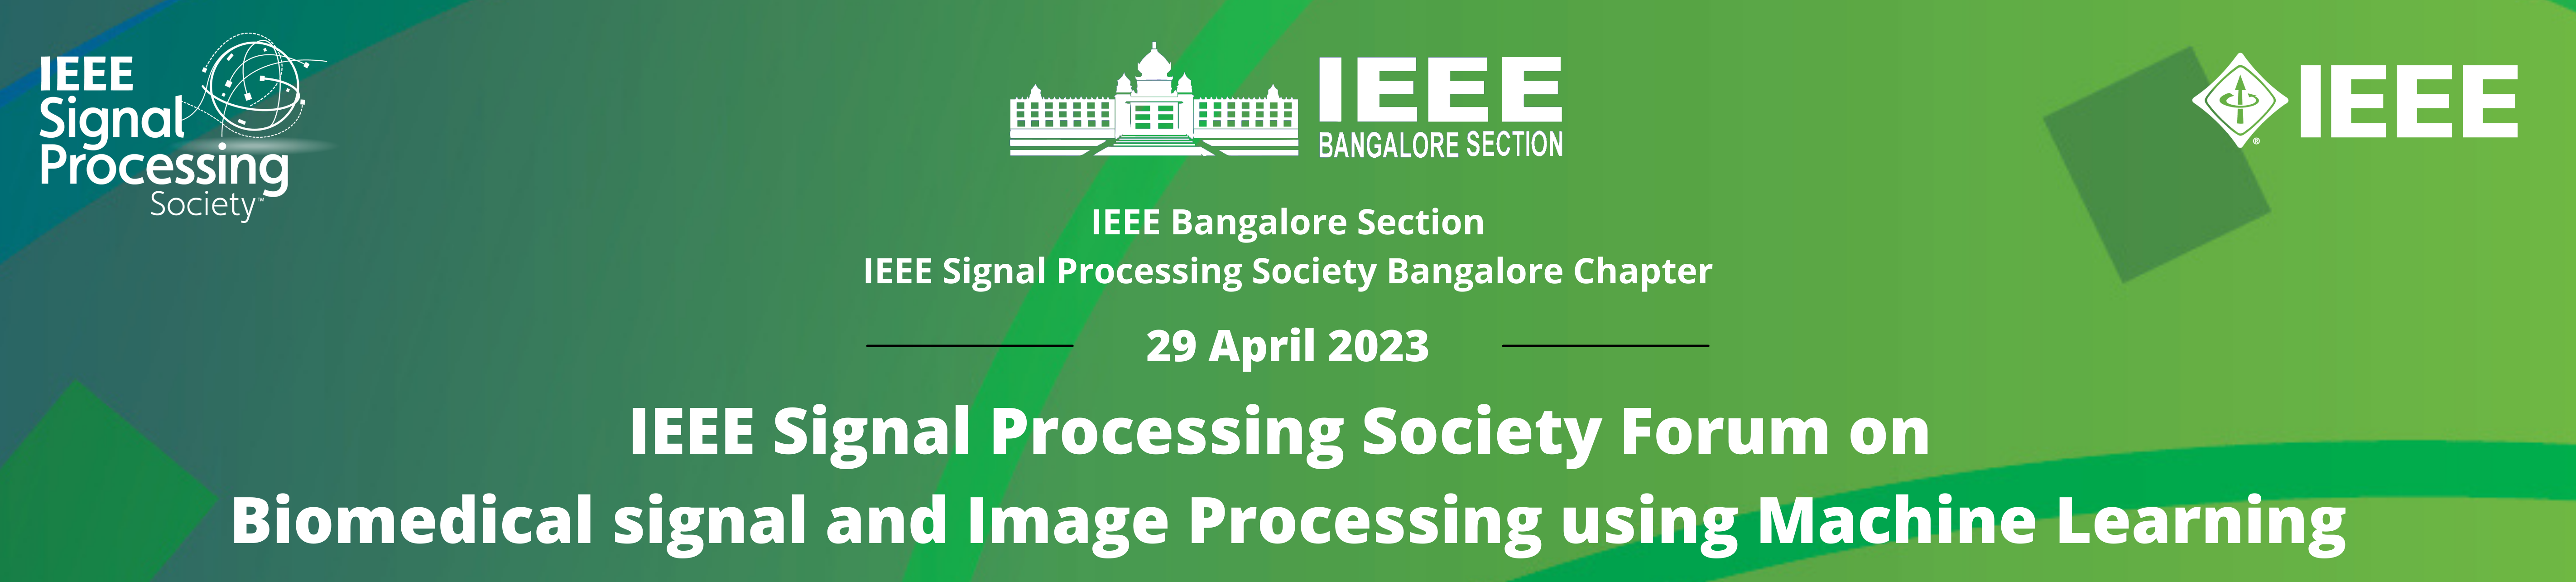 IEEE
Signal
Processing
Society™
IEEE
BANGALORE SECTION
IEEE
®
IEEE Bangalore Section
IEEE Signal Processing Society Bangalore Chapter
29 April 2023
IEEE Signal Processing Society Forum on
Biomedical signal and Image Processing using Machine Learning